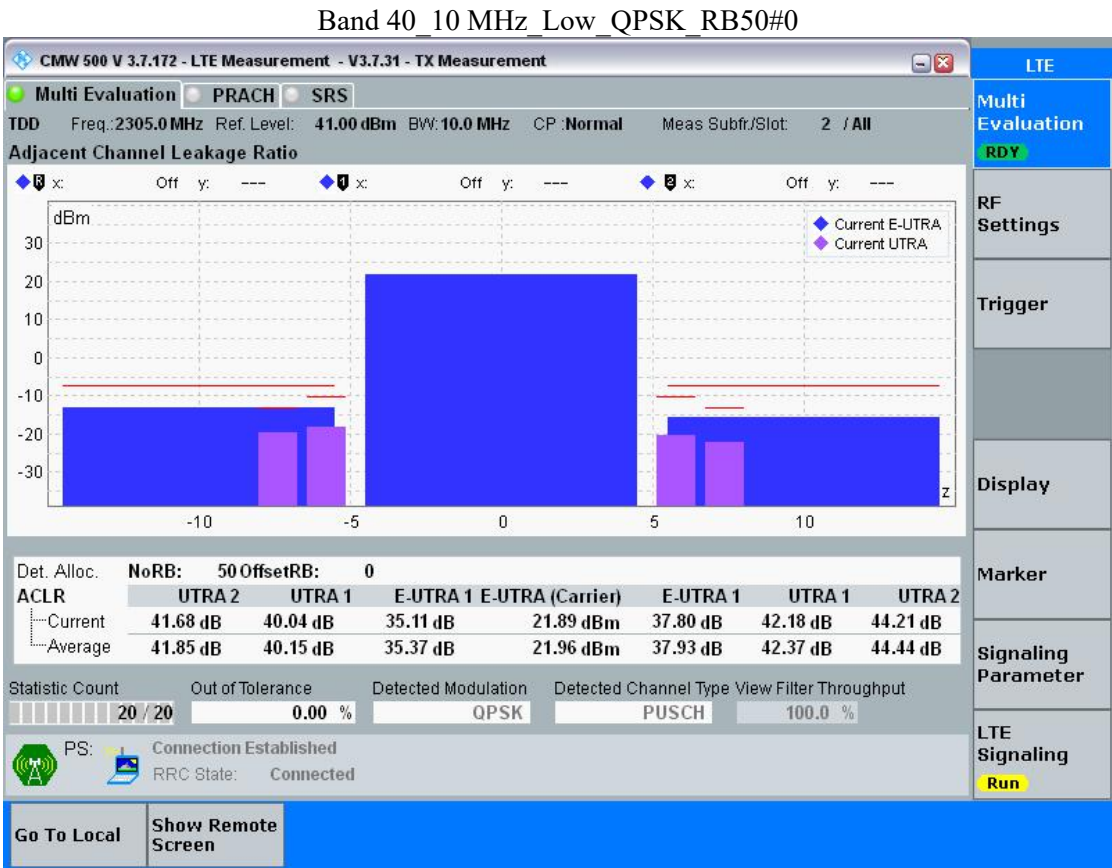 Band 40_10 MHz_Low_QPSK_RB50#0
CMW 500 V 3.7.172 - LTE Measurement - V3.7.31 - TX Measurement
LTE
Multi Evaluation PRACH SRS
TDD Freq.:2305.0 MHz Ref. Level: 41.00 dBm BW: 10.0 MHz CP :Normal Meas Subfr./Slot: 2 / All
Adjacent Channel Leakage Ratio
R x: Off y: --- 1 x: Off y: --- 2 x: Off y: ---
dBm
Current E-UTRA
Current UTRA
30
20
10
0
-10
-20
-30
z
-10 -5 0 5 10
Det. Alloc. NoRB: 50 OffsetRB: 0
ACLR UTRA 2 UTRA 1 E-UTRA 1 E-UTRA (Carrier) E-UTRA 1 UTRA 1 UTRA 2
Current 41.68 dB 40.04 dB 35.11 dB 21.89 dBm 37.80 dB 42.18 dB 44.21 dB
Average 41.85 dB 40.15 dB 35.37 dB 21.96 dBm 37.93 dB 42.37 dB 44.44 dB
Statistic Count Out of Tolerance Detected Modulation Detected Channel Type View Filter Throughput
20 / 20 0.00 % QPSK PUSCH 100.0 %
PS: Connection Established
RRC State: Connected
Multi
Evaluation
RDY
RF
Settings
Trigger
Display
Marker
Signaling
Parameter
LTE
Signaling
Run
Go To Local
Show Remote
Screen